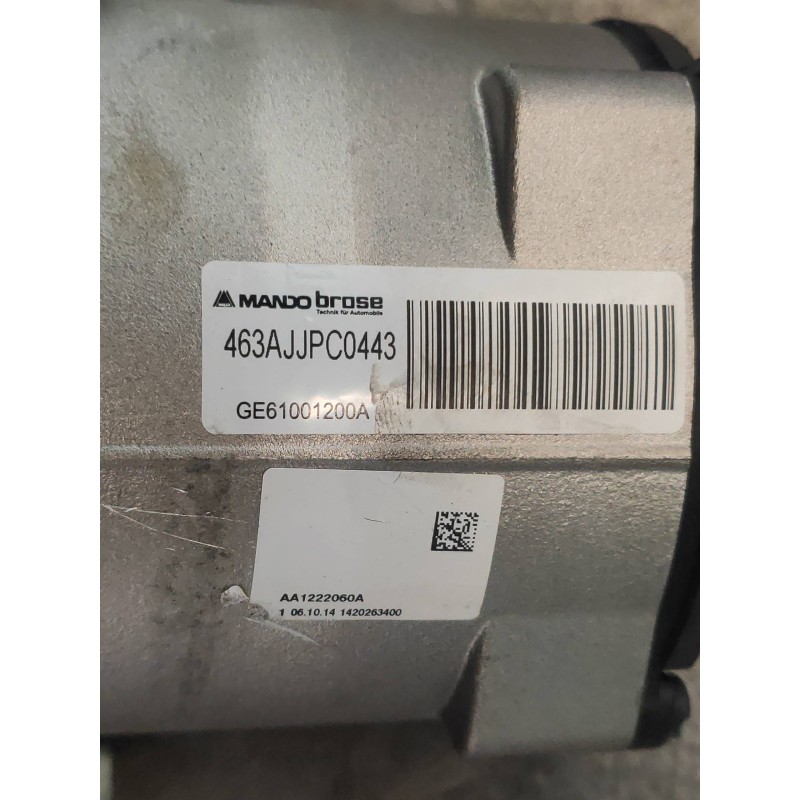 MANDO brose
Technik für Automobile
463AJJPC0443
GE61001200A
AA1222060A
1 06.10.14 1420263400